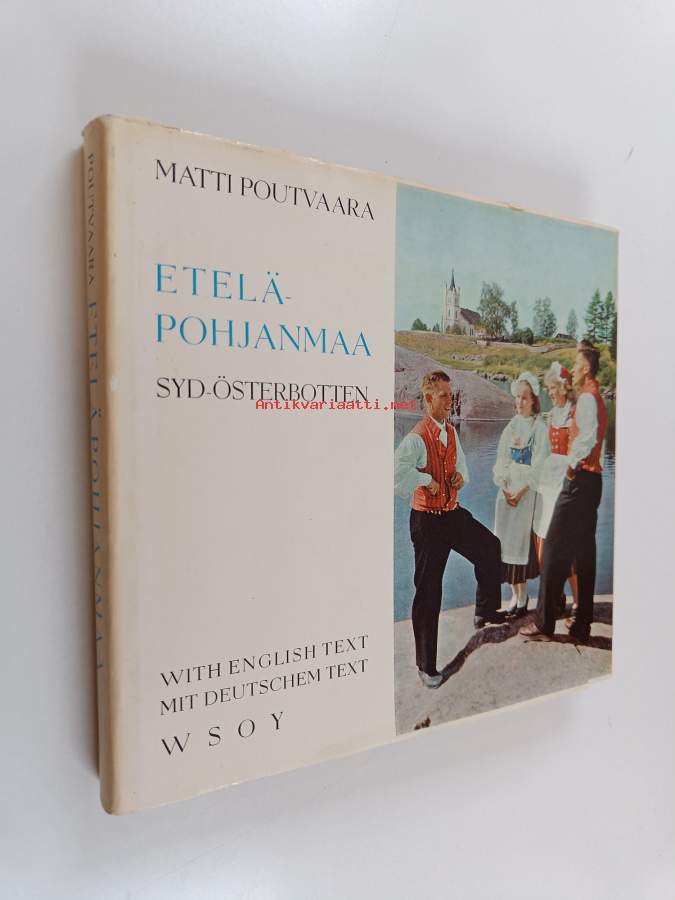 MATTI POUTVAARA
ETELÄ-
POHJANMAA
SYD-ÖSTERBOTTEN
Antikvariaatti.net
WITH ENGLISH TEXT
MIT DEUTSCHEM TEXT
WSOY
POUTVAARA ETELÄ-POHJANMAA